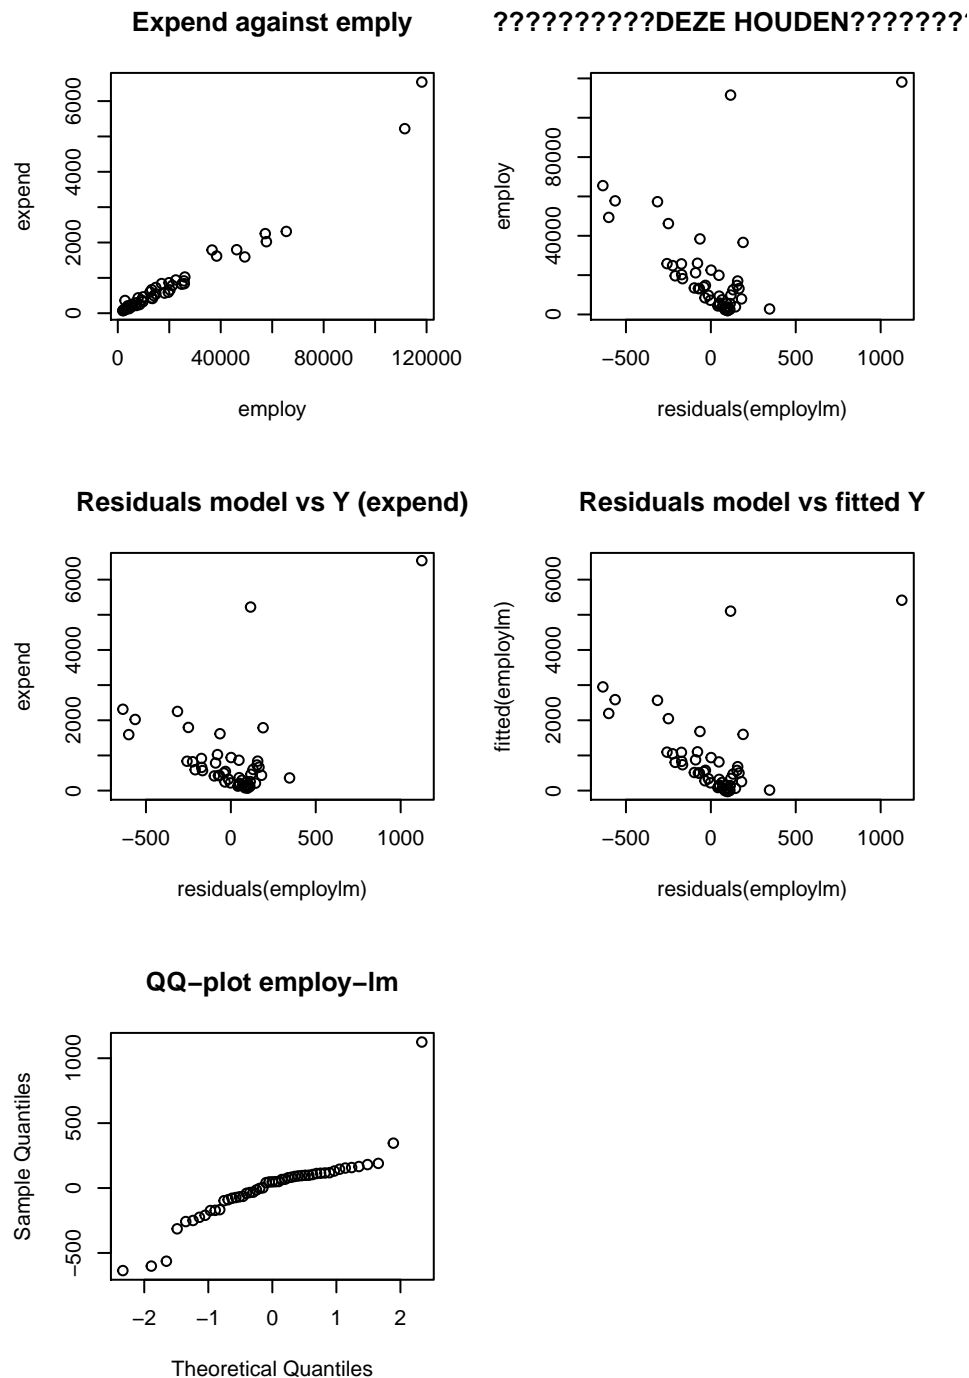 Expend against emply
expend
6000
4000
2000
0
0 40000 80000 120000
employ
??????????DEZE HOUDEN????????
employ
80000
40000
0
−500 0 500 1000
residuals(employlm)
Residuals model vs Y (expend)
expend
6000
4000
2000
0
−500 0 500 1000
residuals(employlm)
Residuals model vs fitted Y
fitted(employlm)
6000
4000
2000
0
−500 0 500 1000
residuals(employlm)
QQ−plot employ−lm
Sample Quantiles
1000
500
0
−500
−2 −1 0 1 2
Theoretical Quantiles